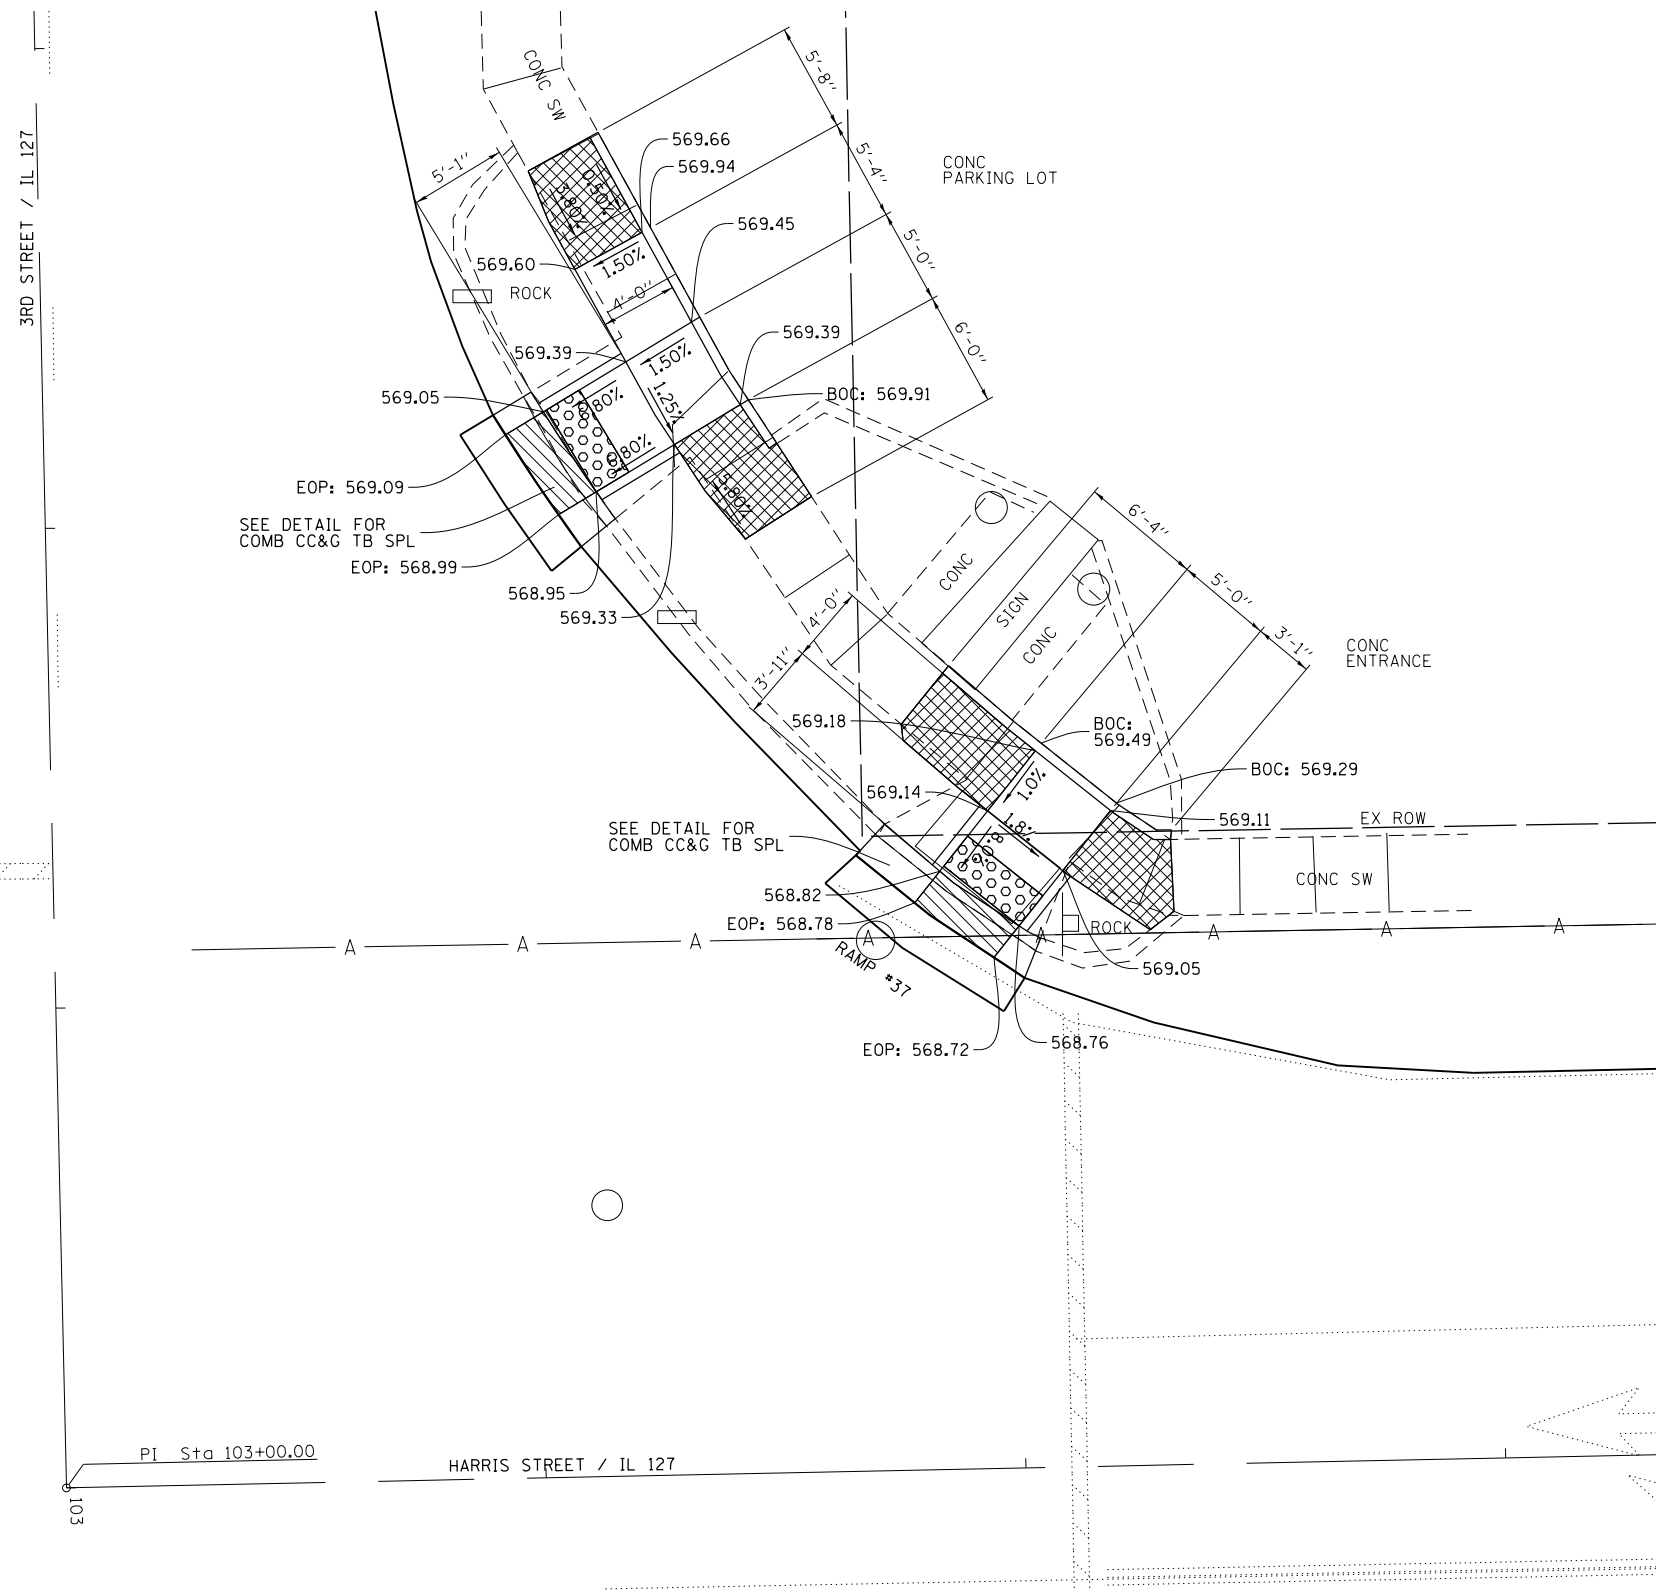 3RD STREET / IL 127
CONC SW
5'-8"
5'-4"
5'-0"
6'-0"
CONC
PARKING LOT
5'-1"
569.66
569.94
0.50%
3.80%
569.45
569.60
1.50%
ROCK
4'-0"
569.39
569.39
1.50%
1.25%
BOC: 569.91
569.05
6.80%
6.80%
EOP: 569.09
SEE DETAIL FOR
COMB CC&G TB SPL
EOP: 568.99
568.95
569.33
3.80%
CONC
SIGN
CONC
6'-4"
5'-0"
3'-1"
CONC
ENTRANCE
4'-0"
3'-11"
569.18
BOC:
569.49
BOC: 569.29
569.14
1.0%
1.8%
569.11
EX ROW
SEE DETAIL FOR
COMB CC&G TB SPL
568.82
EOP: 568.78
CONC SW
ROCK
A A A A A A A A
RAMP #37
569.05
EOP: 568.72
568.76
PI Sta 103+00.00
HARRIS STREET / IL 127
103